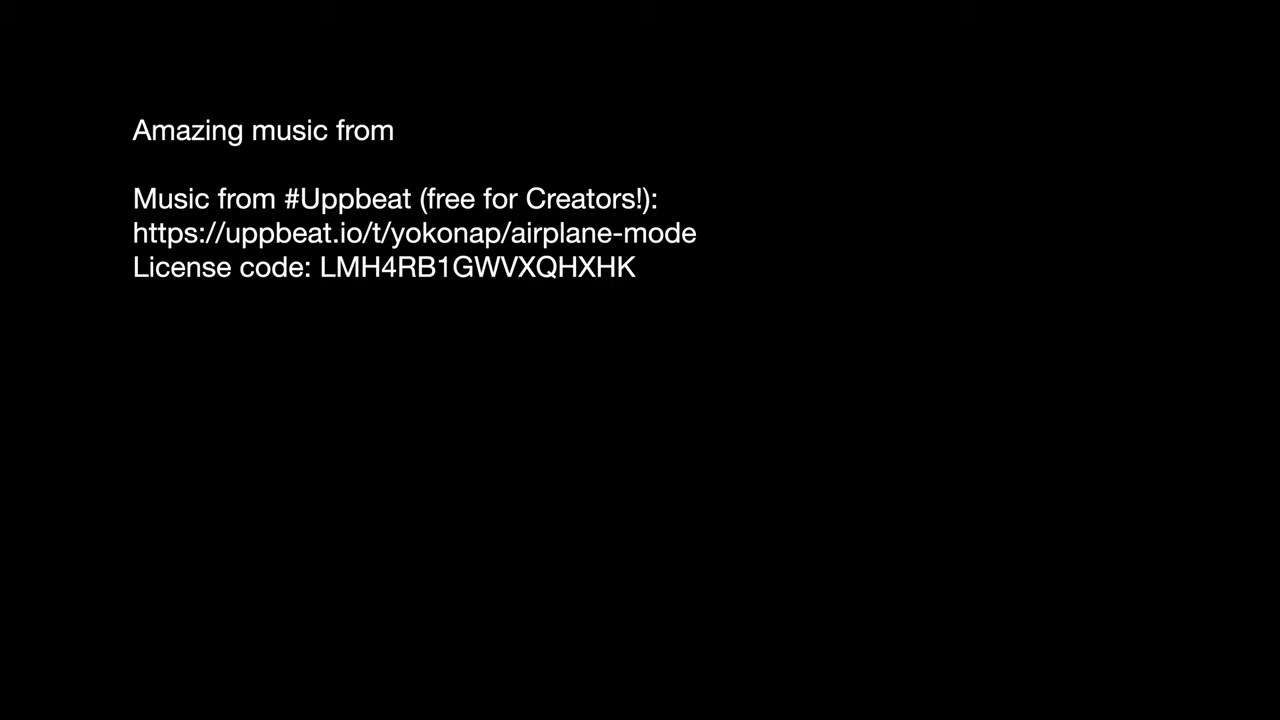 Amazing music from
Music from #Uppbeat (free for Creators!):
https://uppbeat.io/t/yokonap/airplane-mode
License code: LMH4RB1GWVXQHXHK